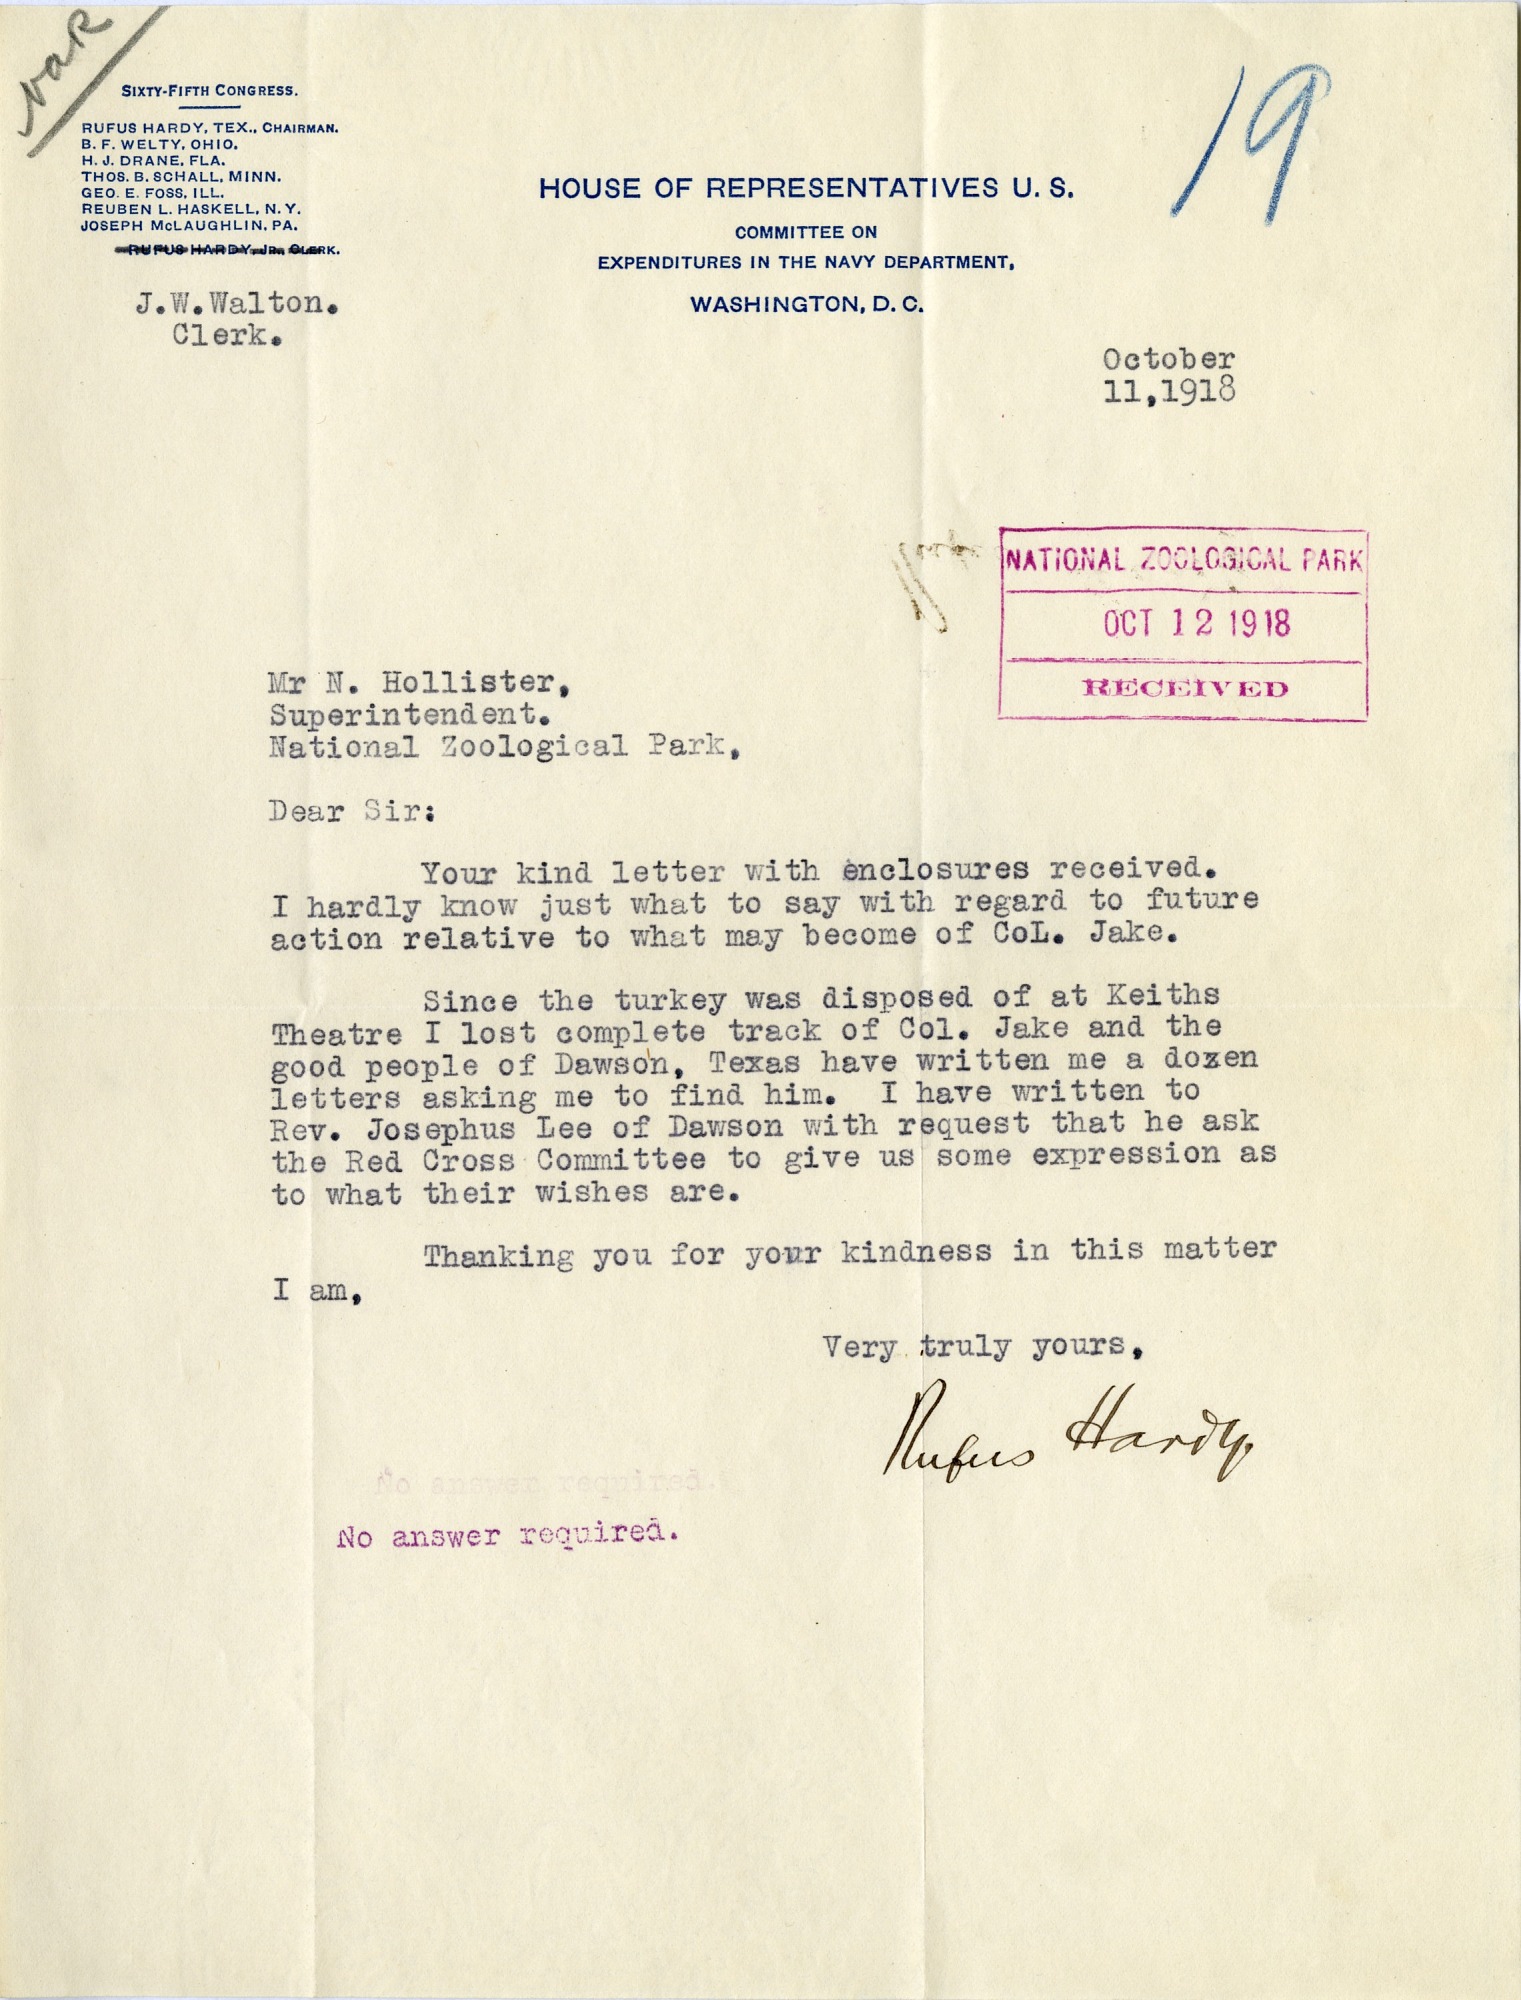 NaR
SIXTY-FIFTH CONGRESS.
RUFUS HARDY, TEX., CHAIRMAN.
B. F. WELTY, OHIO.
H. J. DRANE, FLA.
THOS. B. SCHALL, MINN.
GEO. E. FOSS, ILL.
REUBEN L. HASKELL, N. Y.
JOSEPH McLAUGHLIN, PA.
RUFUS HARDY, JR., CLERK.
J.W.Walton.
Clerk.
19
HOUSE OF REPRESENTATIVES U. S.
COMMITTEE ON
EXPENDITURES IN THE NAVY DEPARTMENT,
WASHINGTON, D. C.
October
11,1918
NATIONAL ZOOLOGICAL PARK
OCT 12 1918
RECEIVED
Mr N. Hollister,
Superintendent.
National Zoological Park,
Dear Sir:
Your kind letter with enclosures received.
I hardly know just what to say with regard to future
action relative to what may become of CoL. Jake.
Since the turkey was disposed of at Keiths
Theatre I lost complete track of Col. Jake and the
good people of Dawson, Texas have written me a dozen
letters asking me to find him. I have written to
Rev. Josephus Lee of Dawson with request that he ask
the Red Cross Committee to give us some expression as
to what their wishes are.
Thanking you for your kindness in this matter
I am,
Very truly yours,
Rufus Hardy.
No answer required.
No answer required.